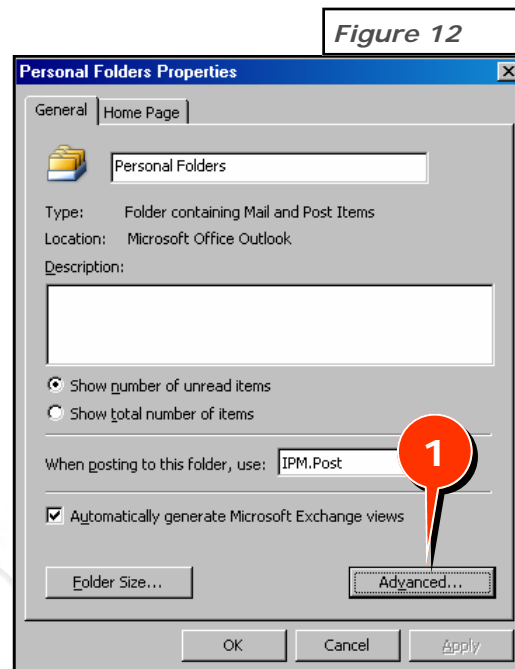 Figure 12
Personal Folders Properties
General Home Page
Personal Folders
Type: Folder containing Mail and Post Items
Location: Microsoft Office Outlook
Description:
Show number of unread items
Show total number of items
When posting to this folder, use: IPM.Post
1
Automatically generate Microsoft Exchange views
Folder Size... Advanced...
OK Cancel Apply